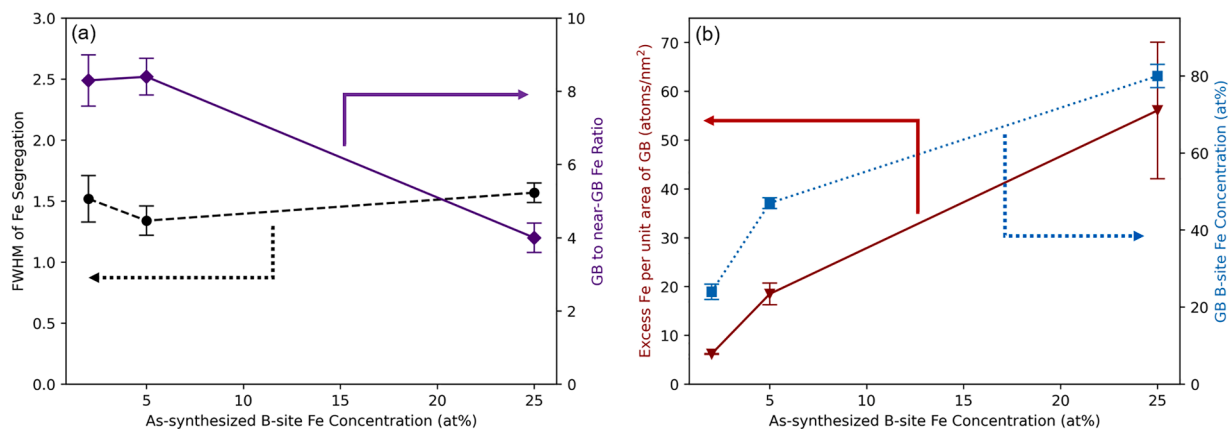 (a)
3.0
2.5
2.0
1.5
1.0
0.5
0.0
FWHM of Fe Segregation
10
8
6
4
2
0
GB to near-GB Fe Ratio
5 10 15 20 25
As-synthesized B-site Fe Concentration (at%)
(b)
70
60
50
40
30
20
10
0
Excess Fe per unit area of GB (atoms/nm²)
80
60
40
20
0
GB B-site Fe Concentration (at%)
5 10 15 20 25
As-synthesized B-site Fe Concentration (at%)